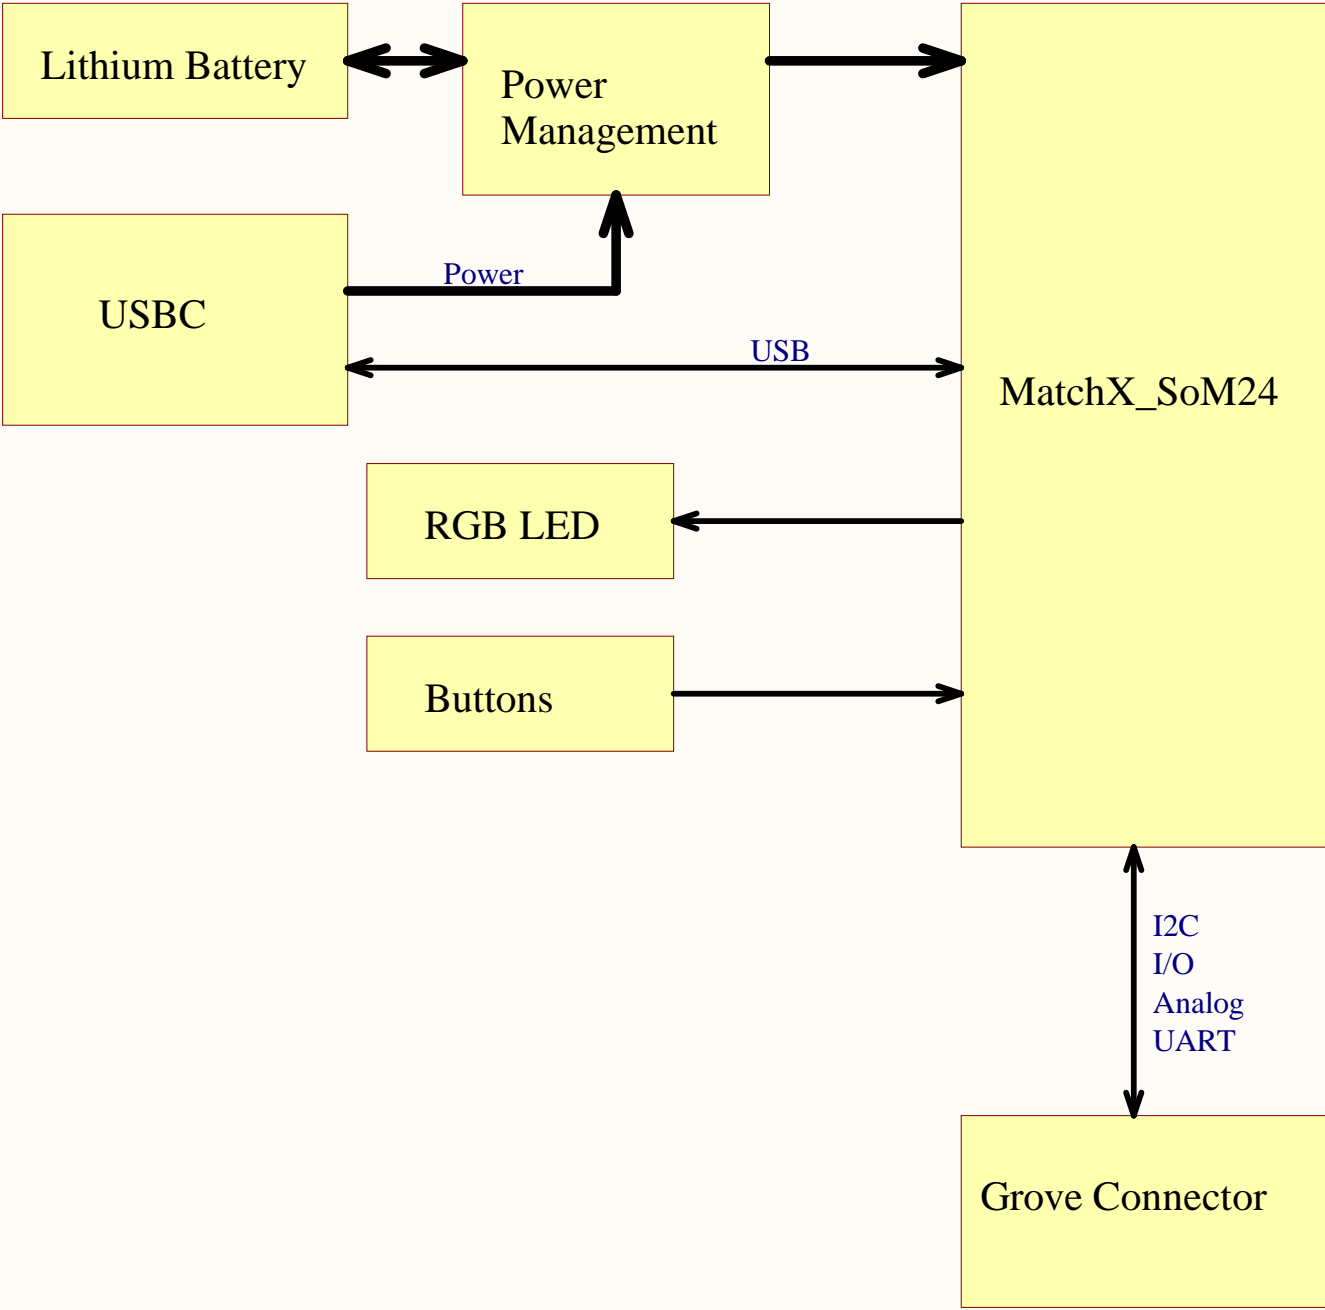 Lithium Battery
Power
Management
Power
USBC
USB
MatchX_SoM24
RGB LED
Buttons
I2C
I/O
Analog
UART
Grove Connector